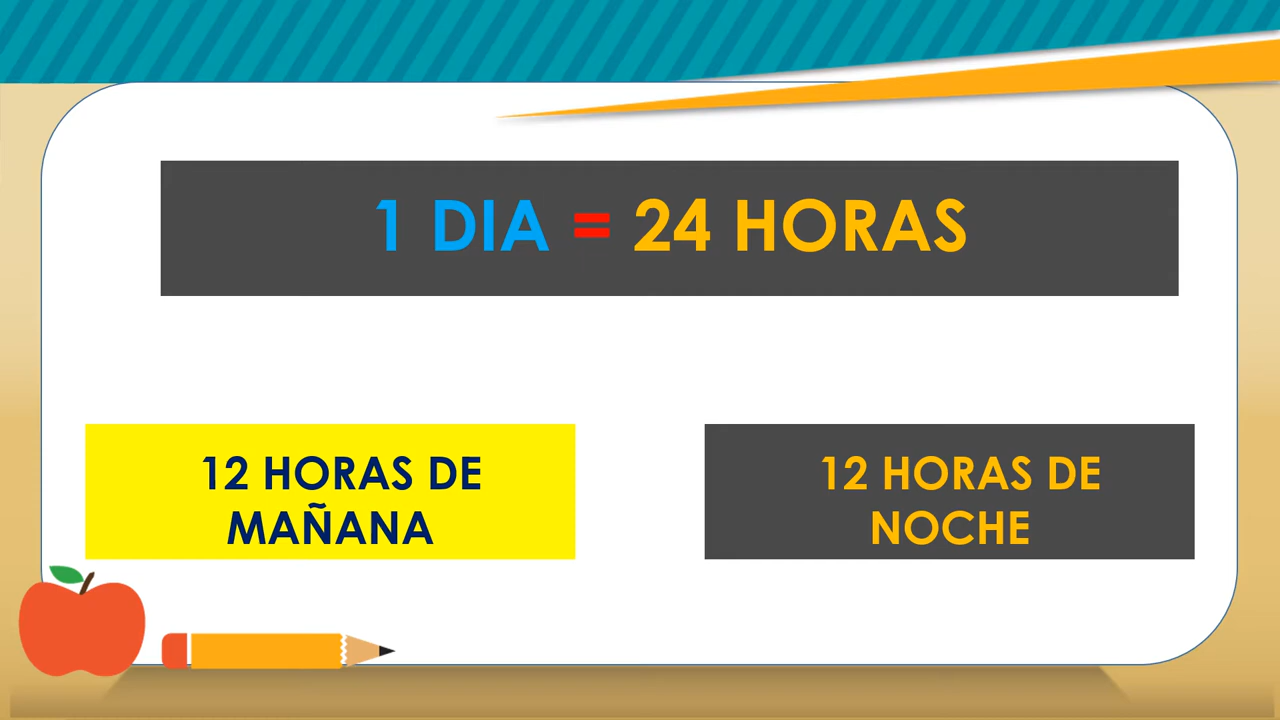 1 DIA = 24 HORAS
12 HORAS DE
MAÑANA
12 HORAS DE
NOCHE